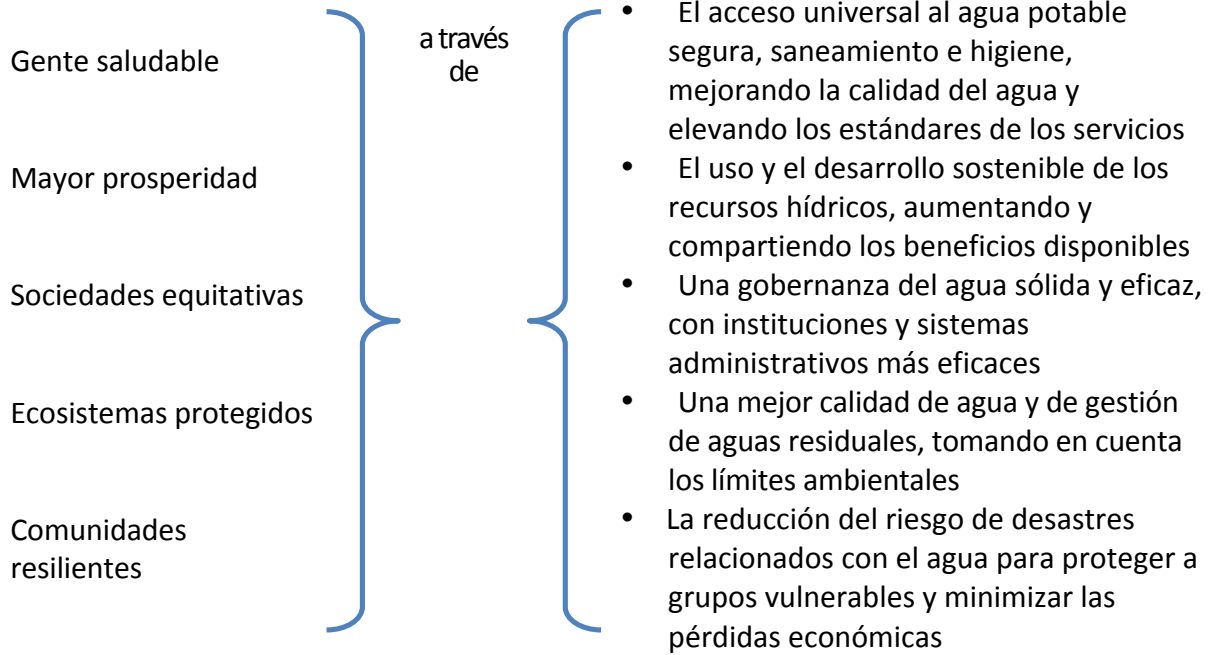 Gente saludable
Mayor prosperidad
Sociedades equitativas
Ecosistemas protegidos
Comunidades
resilientes
a través
de
• El acceso universal al agua potable
segura, saneamiento e higiene,
mejorando la calidad del agua y
elevando los estándares de los servicios
• El uso y el desarrollo sostenible de los
recursos hídricos, aumentando y
compartiendo los beneficios disponibles
• Una gobernanza del agua sólida y eficaz,
con instituciones y sistemas
administrativos más eficaces
• Una mejor calidad de agua y de gestión
de aguas residuales, tomando en cuenta
los límites ambientales
• La reducción del riesgo de desastres
relacionados con el agua para proteger a
grupos vulnerables y minimizar las
pérdidas económicas